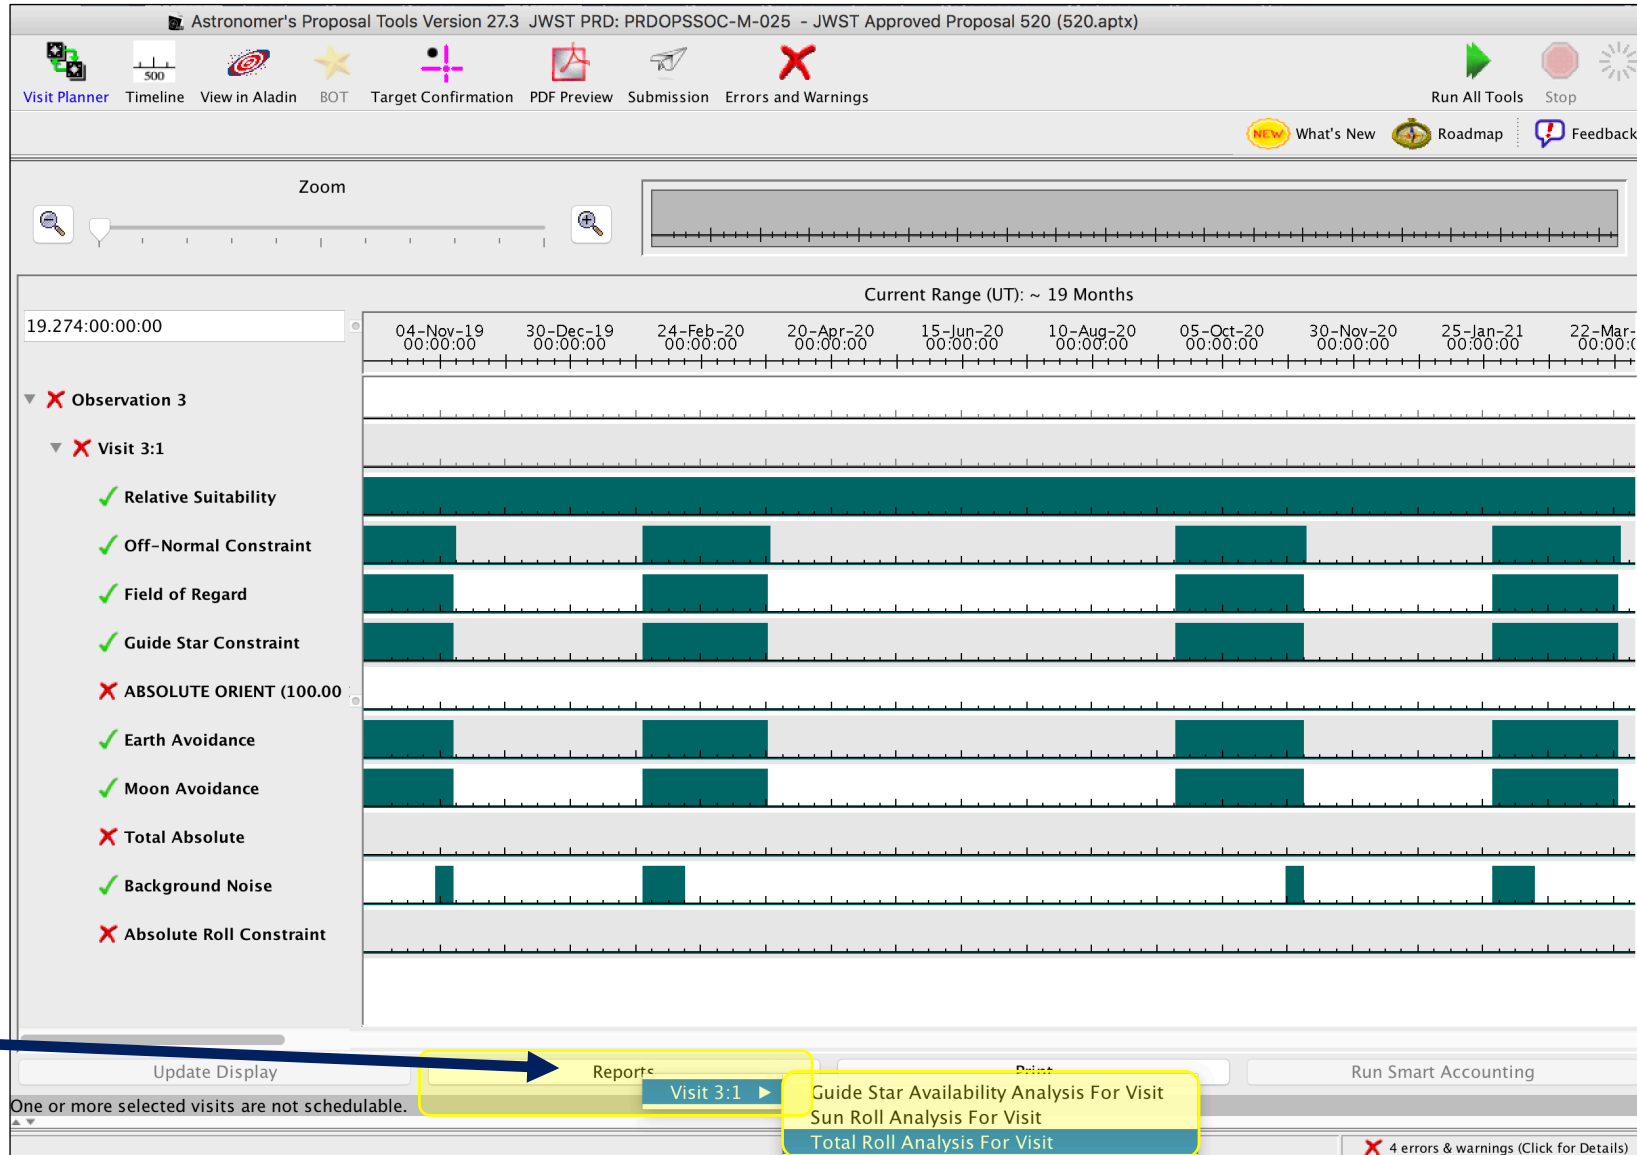 Astronomer's Proposal Tools Version 27.3 JWST PRD: PRDOPSSOC-M-025 - JWST Approved Proposal 520 (520.aptx)
500
Visit Planner Timeline View in Aladin BOT Target Confirmation PDF Preview Submission Errors and Warnings Run All Tools Stop
NEW What's New Roadmap Feedback
Zoom
Current Range (UT): ~ 19 Months
19.274:00:00:00
04-Nov-19 30-Dec-19 24-Feb-20 20-Apr-20 15-Jun-20 10-Aug-20 05-Oct-20 30-Nov-20 25-Jan-21 22-Mar-
00:00:00 00:00:00 00:00:00 00:00:00 00:00:00 00:00:00 00:00:00 00:00:00 00:00:00 00:00:0
Observation 3
Visit 3:1
Relative Suitability
Off-Normal Constraint
Field of Regard
Guide Star Constraint
ABSOLUTE ORIENT (100.00
Earth Avoidance
Moon Avoidance
Total Absolute
Background Noise
Absolute Roll Constraint
Update Display Reports Print Run Smart Accounting
Visit 3:1 Guide Star Availability Analysis For Visit
One or more selected visits are not schedulable.
Sun Roll Analysis For Visit
Total Roll Analysis For Visit
4 errors & warnings (Click for Details)